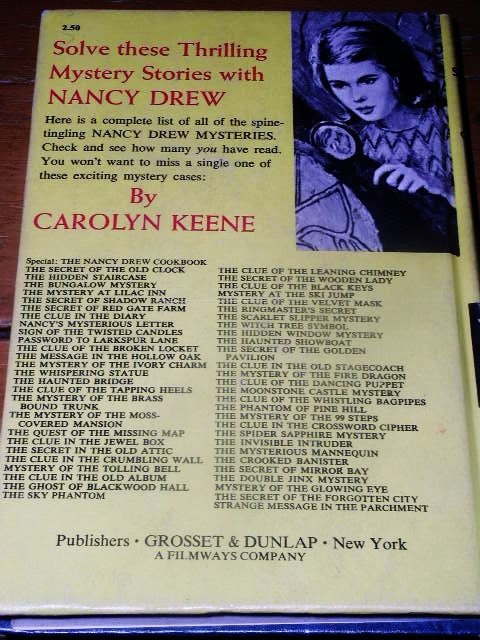 2.50
Solve these Thrilling
Mystery Stories with
NANCY DREW
Here is a complete list of all of the spine-
tingling NANCY DREW MYSTERIES.
Check and see how many you have read.
You won't want to miss a single one of
these exciting mystery cases:
By
CAROLYN KEENE
Special: THE NANCY DREW COOKBOOK
THE SECRET OF THE OLD CLOCK
THE HIDDEN STAIRCASE
THE BUNGALOW MYSTERY
THE MYSTERY AT LILAC INN
THE SECRET OF SHADOW RANCH
THE SECRET OF RED GATE FARM
THE CLUE IN THE DIARY
NANCY'S MYSTERIOUS LETTER
SIGN OF THE TWISTED CANDLES
PASSWORD TO LARKSPUR LANE
THE CLUE OF THE BROKEN LOCKET
THE MESSAGE IN THE HOLLOW OAK
THE MYSTERY OF THE IVORY CHARM
THE WHISPERING STATUE
THE HAUNTED BRIDGE
THE CLUE OF THE TAPPING HEELS
THE MYSTERY OF THE BRASS
BOUND TRUNK
THE MYSTERY OF THE MOSS-
COVERED MANSION
THE QUEST OF THE MISSING MAP
THE CLUE IN THE JEWEL BOX
THE SECRET IN THE OLD ATTIC
THE CLUE IN THE CRUMBLING WALL
MYSTERY OF THE TOLLING BELL
THE CLUE IN THE OLD ALBUM
THE GHOST OF BLACKWOOD HALL
THE SKY PHANTOM
THE CLUE OF THE LEANING CHIMNEY
THE SECRET OF THE WOODEN LADY
THE CLUE OF THE BLACK KEYS
MYSTERY AT THE SKI JUMP
THE CLUE OF THE VELVET MASK
THE RINGMASTER'S SECRET
THE SCARLET SLIPPER MYSTERY
THE WITCH TREE SYMBOL
THE HIDDEN WINDOW MYSTERY
THE HAUNTED SHOWBOAT
THE SECRET OF THE GOLDEN
PAVILION
THE CLUE IN THE OLD STAGECOACH
THE MYSTERY OF THE FIRE DRAGON
THE CLUE OF THE DANCING PUPPET
THE MOONSTONE CASTLE MYSTERY
THE CLUE OF THE WHISTLING BAGPIPES
THE PHANTOM OF PINE HILL
THE MYSTERY OF THE 99 STEPS
THE CLUE IN THE CROSSWORD CIPHER
THE SPIDER SAPPHIRE MYSTERY
THE INVISIBLE INTRUDER
THE MYSTERIOUS MANNEQUIN
THE CROOKED BANISTER
THE SECRET OF MIRROR BAY
THE DOUBLE JINX MYSTERY
MYSTERY OF THE GLOWING EYE
THE SECRET OF THE FORGOTTEN CITY
STRANGE MESSAGE IN THE PARCHMENT
Publishers • GROSSET & DUNLAP • New York
A FILMWAYS COMPANY